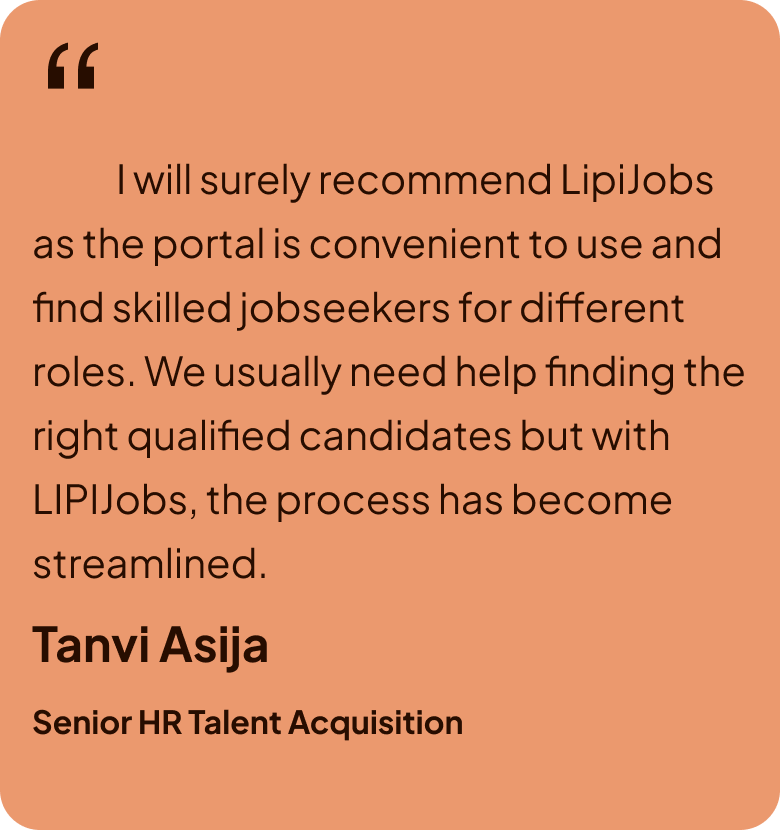 “
I will surely recommend LipiJobs
as the portal is convenient to use and
find skilled jobseekers for different
roles. We usually need help finding the
right qualified candidates but with
LIPIJobs, the process has become
streamlined.
Tanvi Asija
Senior HR Talent Acquisition